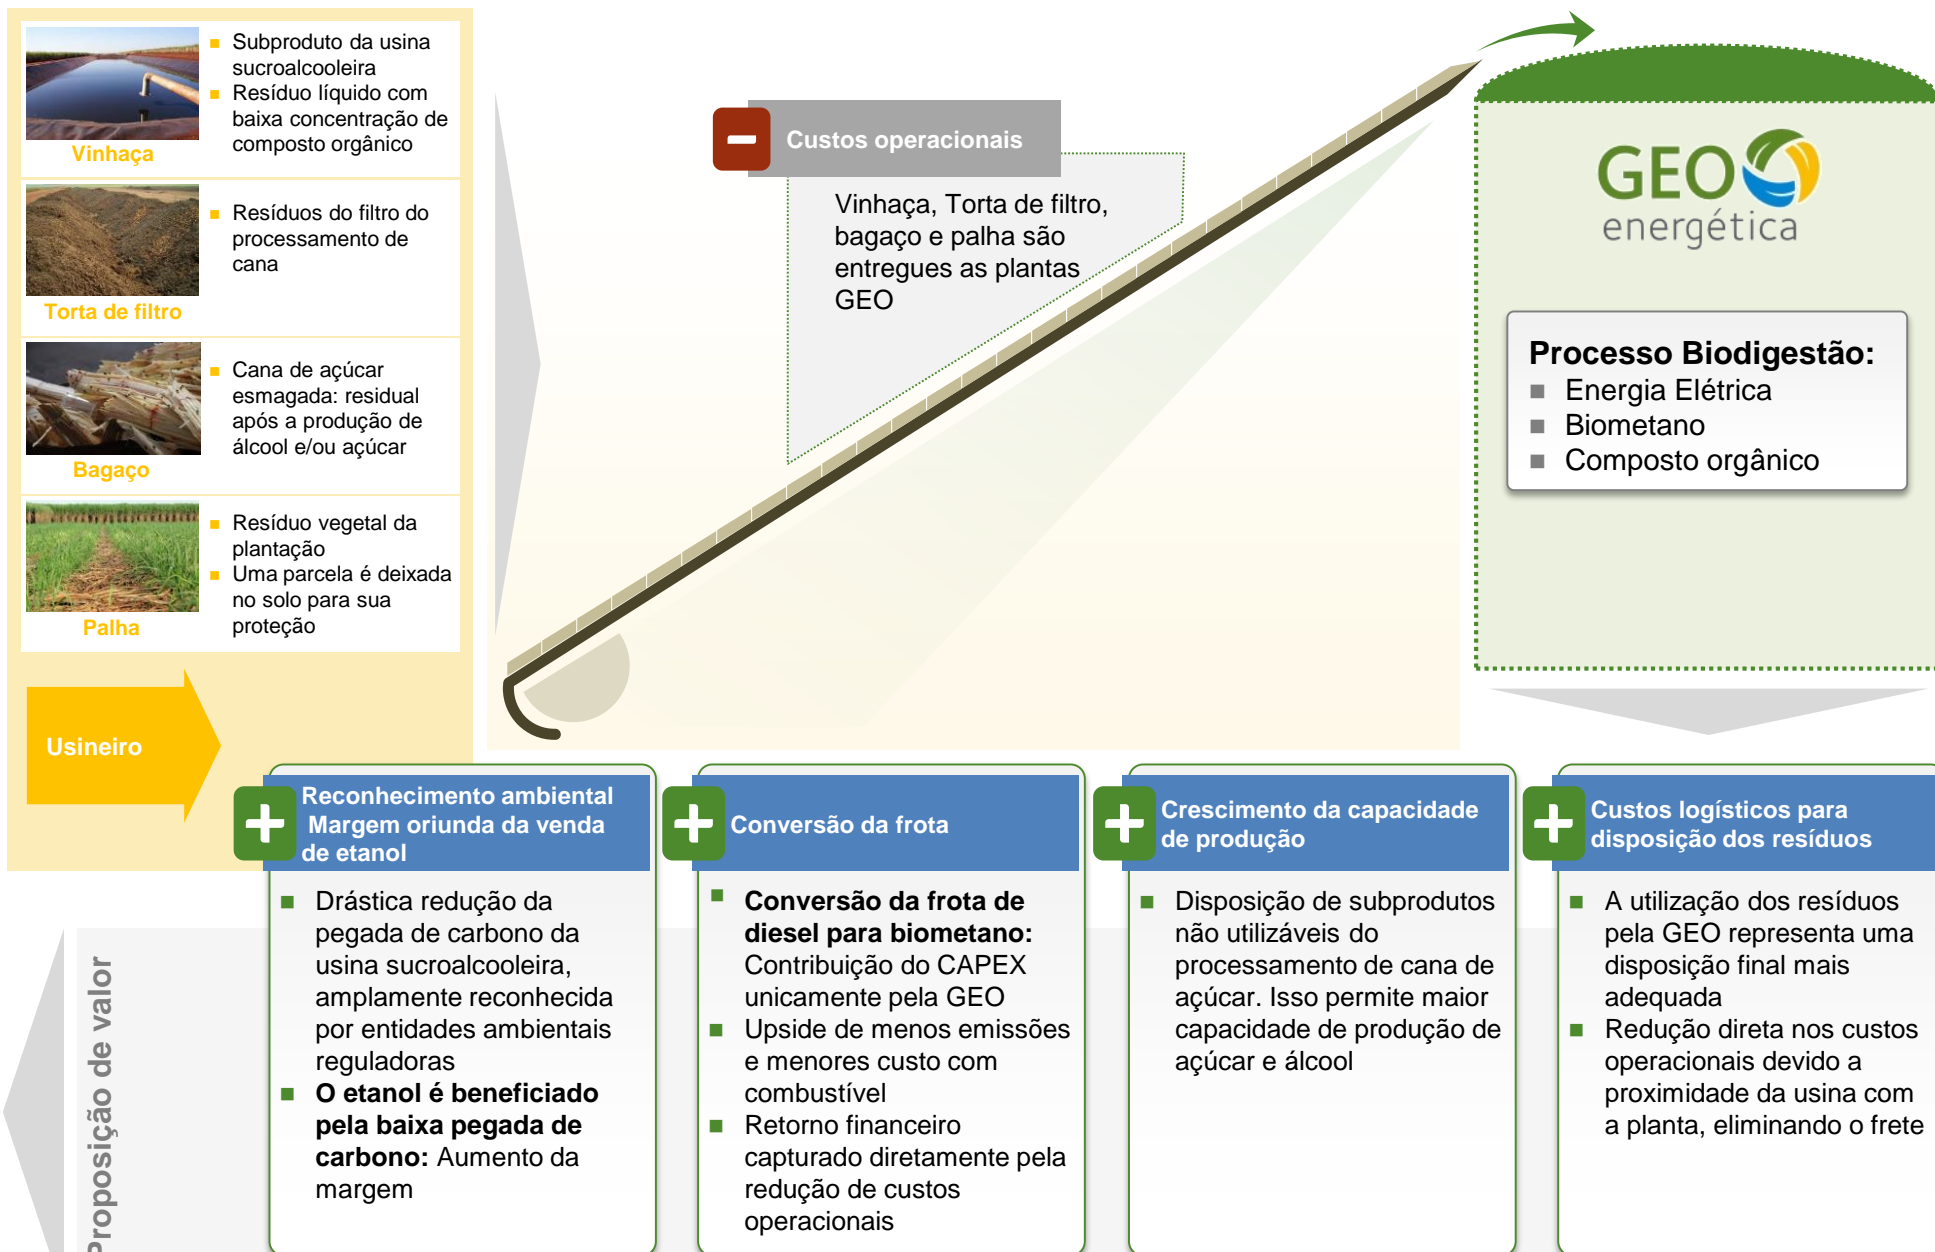 Subproduto da usina
sucroalcooleira
Resíduo líquido com
baixa concentração de
composto orgânico
Vinhaça
Resíduos do filtro do
processamento de
cana
Torta de filtro
Cana de açúcar
esmagada: residual
após a produção de
álcool e/ou açúcar
Bagaço
Resíduo vegetal da
plantação
Uma parcela é deixada
no solo para sua
proteção
Palha
Usineiro
Custos operacionais
Vinhaça, Torta de filtro,
bagaço e palha são
entregues as plantas
GEO
GEO
energética
Processo Biodigestão:
Energia Elétrica
Biometano
Composto orgânico
Proposição de valor
Reconhecimento ambiental
Margem oriunda da venda
de etanol
Drástica redução da
pegada de carbono da
usina sucroalcooleira,
amplamente reconhecida
por entidades ambientais
reguladoras
O etanol é beneficiado
pela baixa pegada de
carbono: Aumento da
margem
Conversão da frota
Conversão da frota de
diesel para biometano:
Contribuição do CAPEX
unicamente pela GEO
Upside de menos emissões
e menores custo com
combustível
Retorno financeiro
capturado diretamente pela
redução de custos
operacionais
Crescimento da capacidade
de produção
Disposição de subprodutos
não utilizáveis do
processamento de cana de
açúcar. Isso permite maior
capacidade de produção de
açúcar e álcool
Custos logísticos para
disposição dos resíduos
A utilização dos resíduos
pela GEO representa uma
disposição final mais
adequada
Redução direta nos custos
operacionais devido a
proximidade da usina com
a planta, eliminando o frete